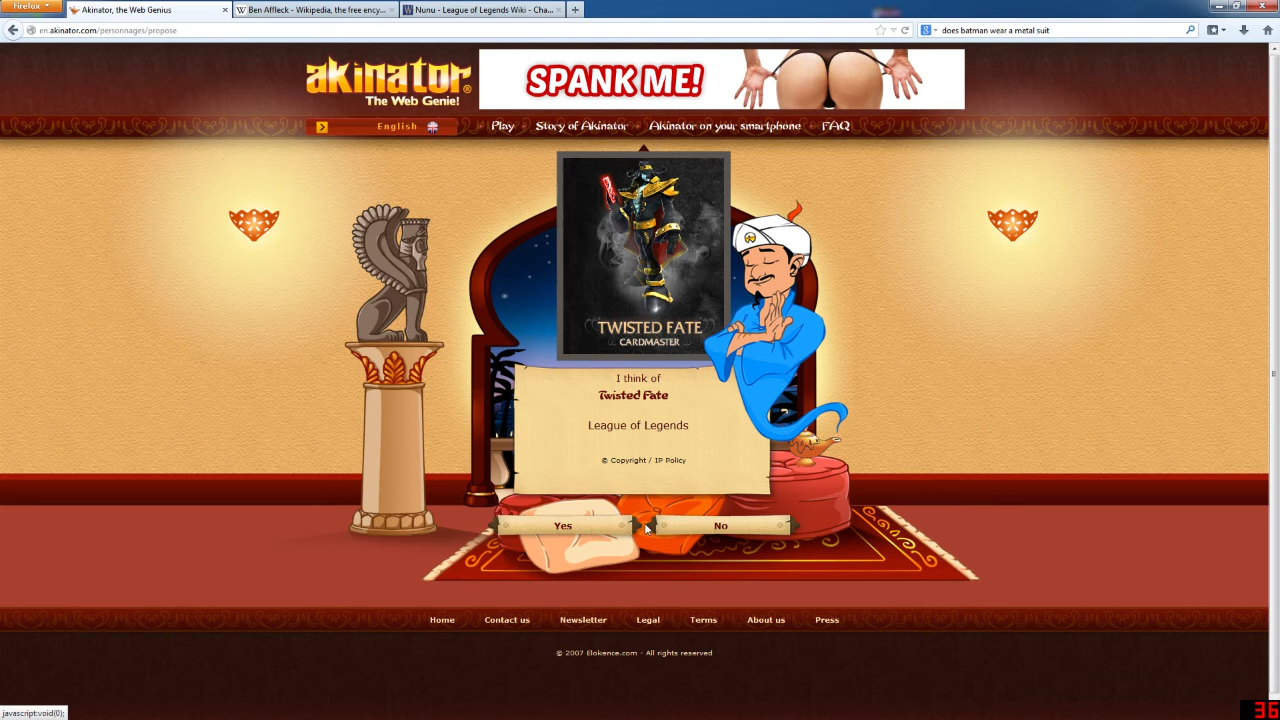 Firefox
Akinator, the Web Genius
Ben Affleck - Wikipedia, the free ency...
Nunu - League of Legends Wiki - Cha...
en.akinator.com/personnages/propose
does batman wear a metal suit
akinator®
The Web Genie!
SPANK ME!
English
Play
Story of Akinator
Akinator on your smartphone
FAQ
TWISTED FATE
CARDMASTER
I think of
Twisted Fate
League of Legends
© Copyright / IP Policy
Yes
No
Home
Contact us
Newsletter
Legal
Terms
About us
Press
© 2007 Elokence.com - All rights reserved
javascript:void(0);
36